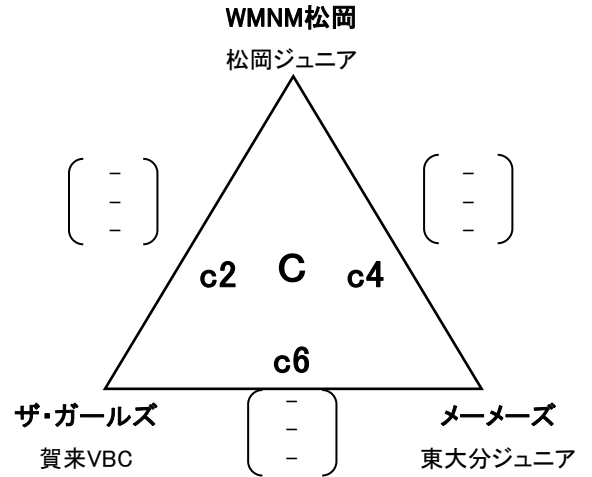 WMNM松岡
松岡ジュニア
– –
– –
– –
c2 C c4
c6
ザ・ガールズ メーメーズ
賀来VBC 東大分ジュニア
–
–
–